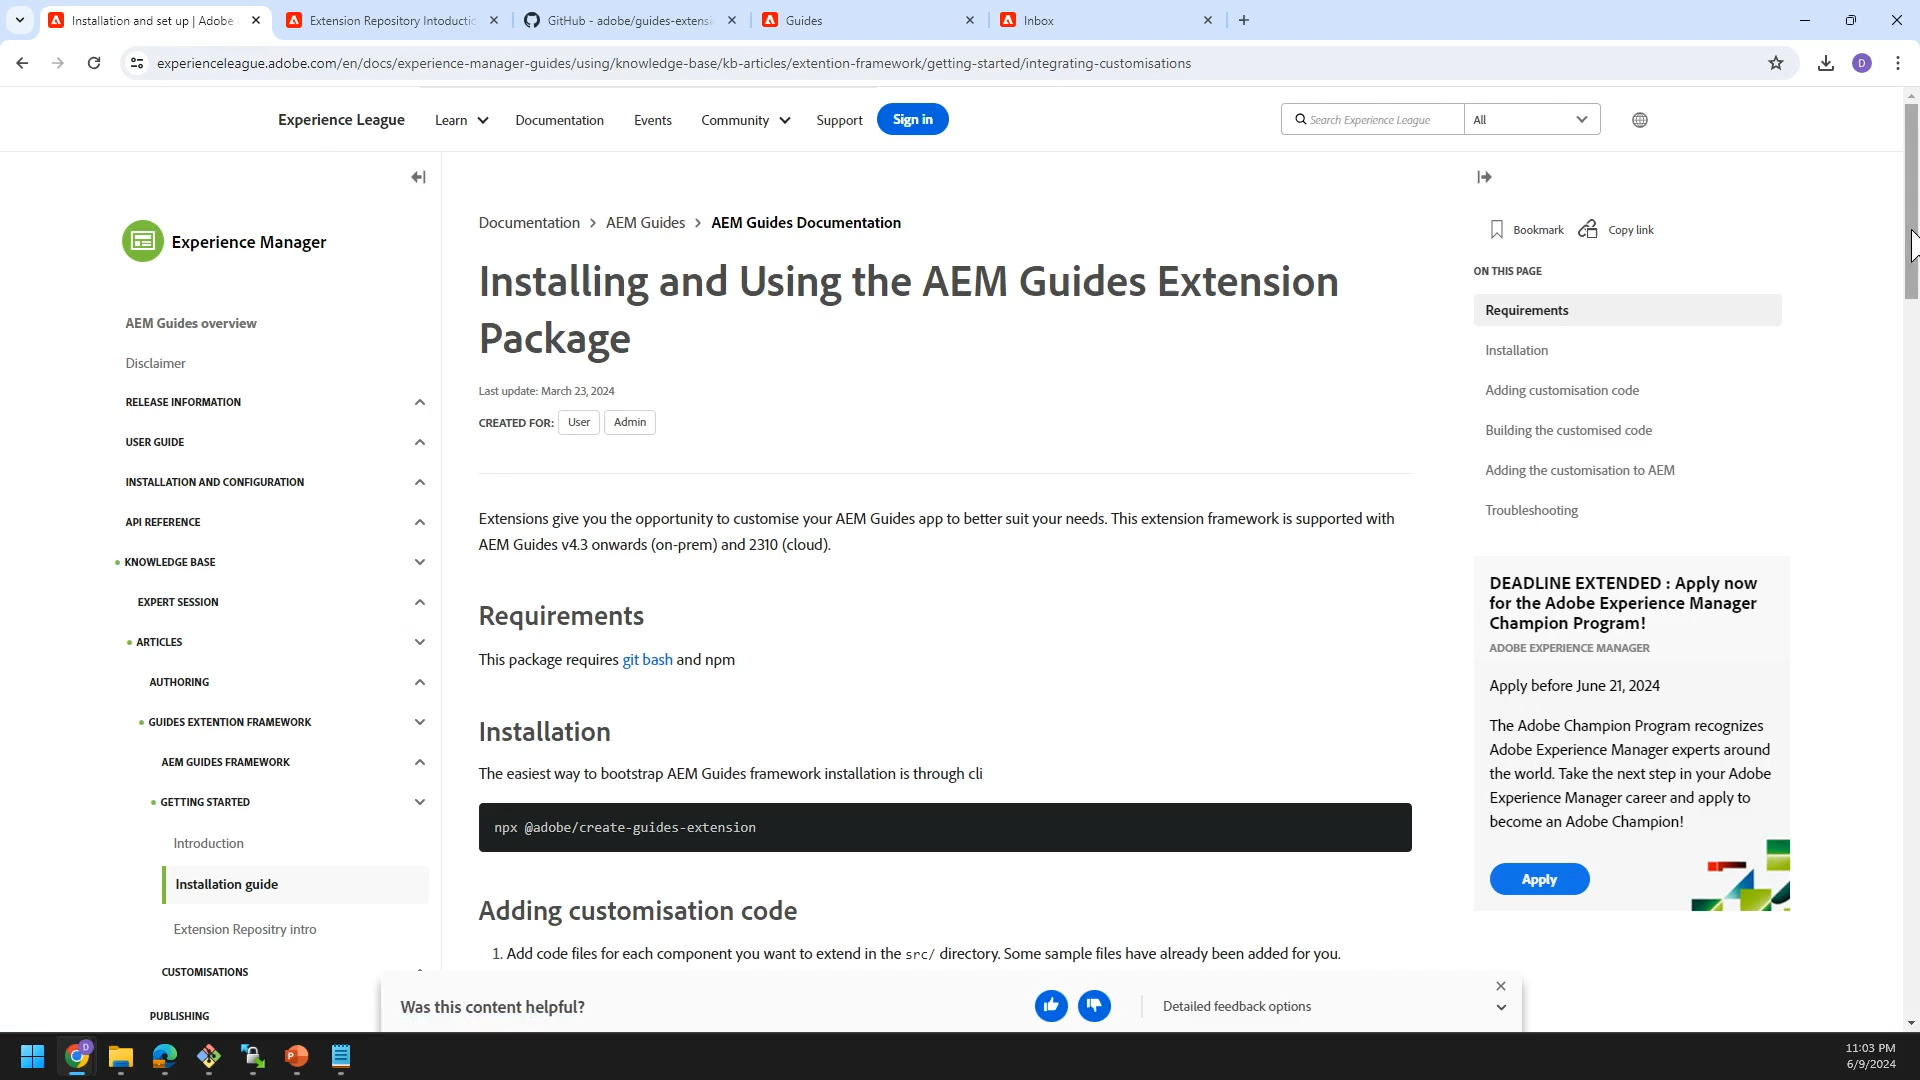 Installation and set up | Adobe
Extension Repository Intoductic
GitHub - adobe/guides-extensi
Guides
Inbox
experienceleague.adobe.com/en/docs/experience-manager-guides/using/knowledge-base/kb-articles/extention-framework/getting-started/integrating-customisations
D
Experience League
Learn
Documentation
Events
Community
Support
Sign in
Search Experience League
All
Experience Manager
AEM Guides overview
Disclaimer
RELEASE INFORMATION
USER GUIDE
INSTALLATION AND CONFIGURATION
API REFERENCE
KNOWLEDGE BASE
EXPERT SESSION
ARTICLES
AUTHORING
GUIDES EXTENTION FRAMEWORK
AEM GUIDES FRAMEWORK
GETTING STARTED
Introduction
Installation guide
Extension Repositry intro
CUSTOMISATIONS
PUBLISHING
Documentation > AEM Guides > AEM Guides Documentation
Installing and Using the AEM Guides Extension
Package
Last update: March 23, 2024
CREATED FOR: User Admin
Extensions give you the opportunity to customise your AEM Guides app to better suit your needs. This extension framework is supported with
AEM Guides v4.3 onwards (on-prem) and 2310 (cloud).
Requirements
This package requires git bash and npm
Installation
The easiest way to bootstrap AEM Guides framework installation is through cli
npx @adobe/create-guides-extension
Adding customisation code
1. Add code files for each component you want to extend in the src/ directory. Some sample files have already been added for you.
Was this content helpful?
Detailed feedback options
Bookmark
Copy link
ON THIS PAGE
Requirements
Installation
Adding customisation code
Building the customised code
Adding the customisation to AEM
Troubleshooting
DEADLINE EXTENDED : Apply now
for the Adobe Experience Manager
Champion Program!
ADOBE EXPERIENCE MANAGER
Apply before June 21, 2024
The Adobe Champion Program recognizes
Adobe Experience Manager experts around
the world. Take the next step in your Adobe
Experience Manager career and apply to
become an Adobe Champion!
Apply
11:03 PM
6/9/2024